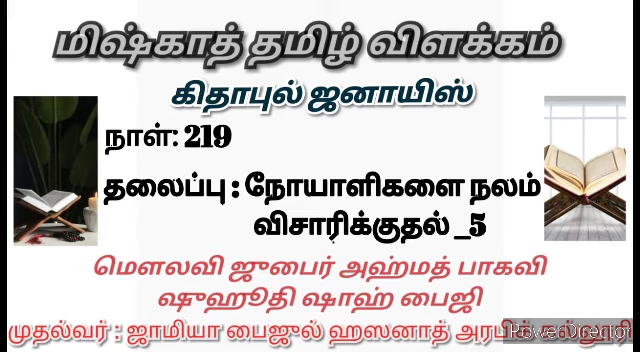 மிஷ்காத் தமிழ் விளக்கம்
கிதாபுல் ஜனாயிஸ்
நாள்: 219
தலைப்பு : நோயாளிகளை நலம்
விசாரிக்குதல் _5
மௌலவி ஜுபைர் அஹ்மத் பாகவி
ஷுஹூதி ஷாஹ் பைஜி
முதல்வர் : ஜாமியா பைஜுல் ஹஸனாத் அரபிக் கல்லூரி
PowerDirector